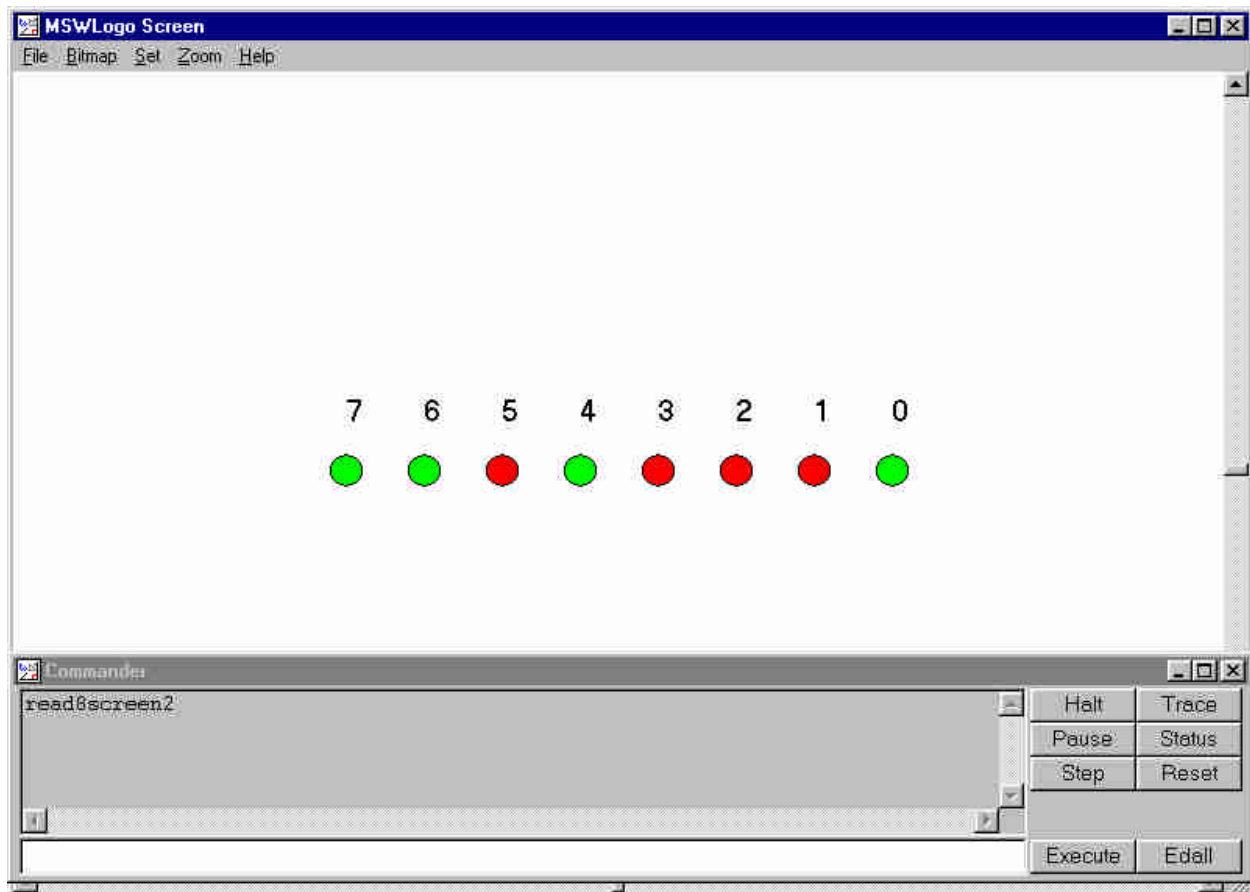 MSWLogo Screen
File Bitmap Set Zoom Help
7 6 5 4 3 2 1 0
Commander
read8screen2
Halt Trace
Pause Status
Step Reset
Execute Edall